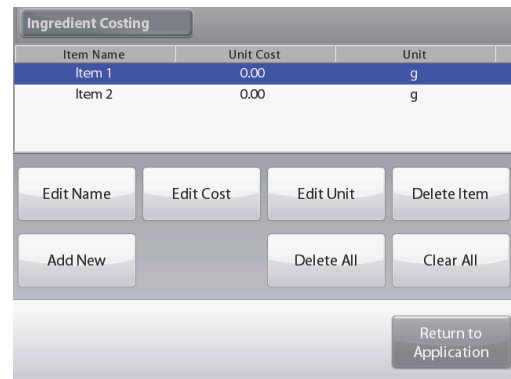 Ingredient Costing
Item Name Unit Cost Unit
Item 1 0.00 g
Item 2 0.00 g
Edit Name Edit Cost Edit Unit Delete Item
Add New Delete All Clear All
Return to
Application